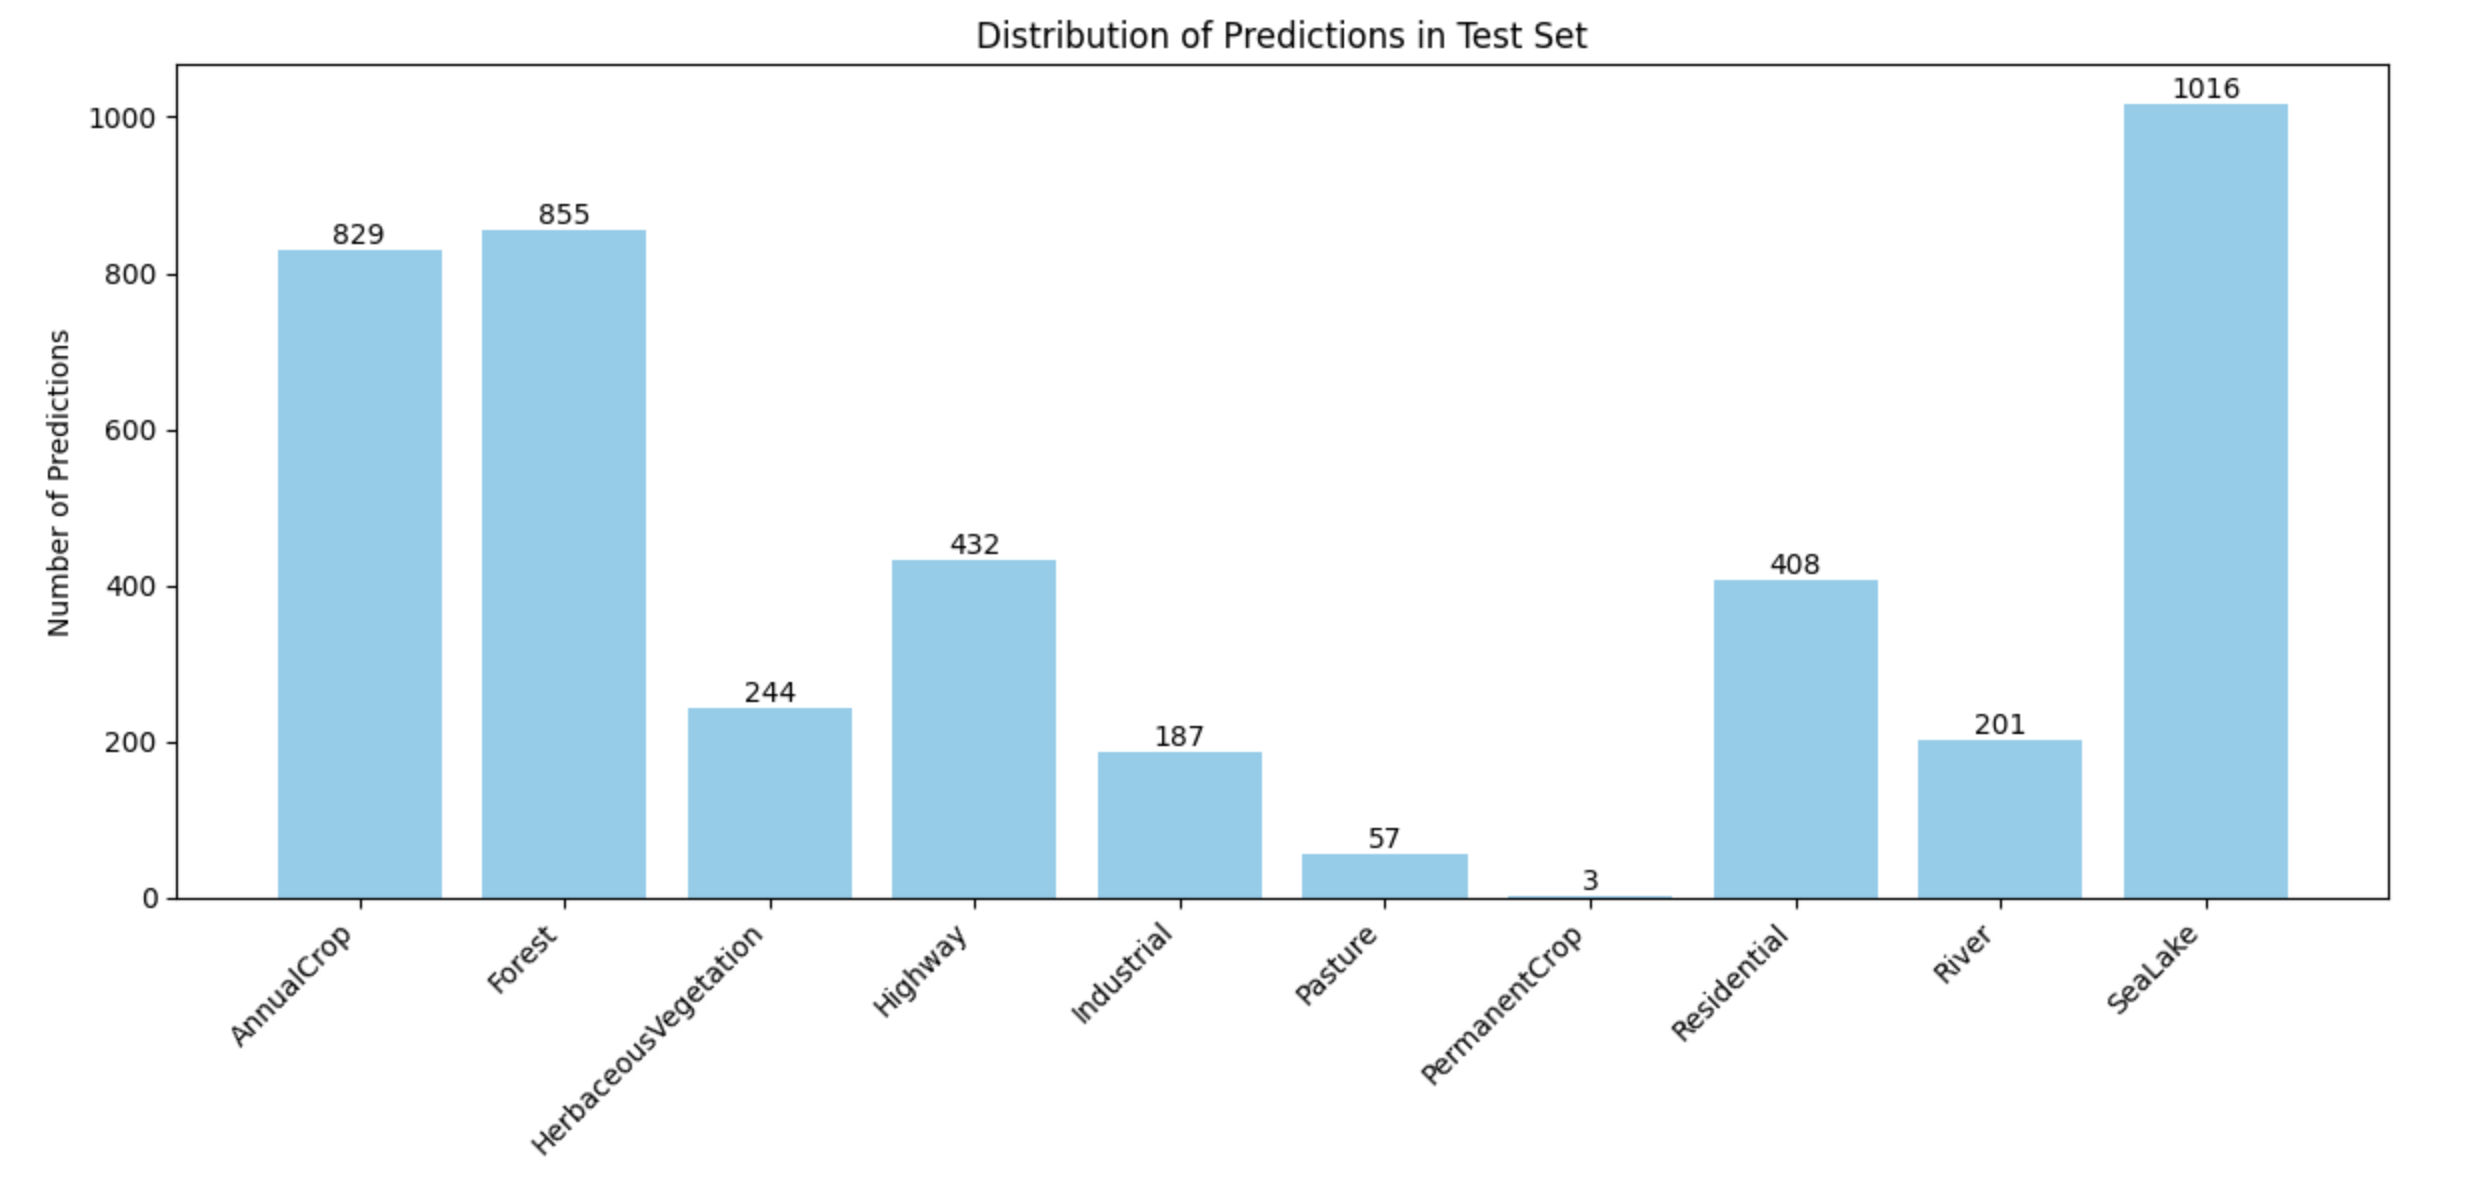 Distribution of Predictions in Test Set
Number of Predictions
1000
800
600
400
200
0
829
855
244
432
187
57
3
408
201
1016
AnnualCrop
Forest
HerbaceousVegetation
Highway
Industrial
Pasture
PermanentCrop
Residential
River
SeaLake